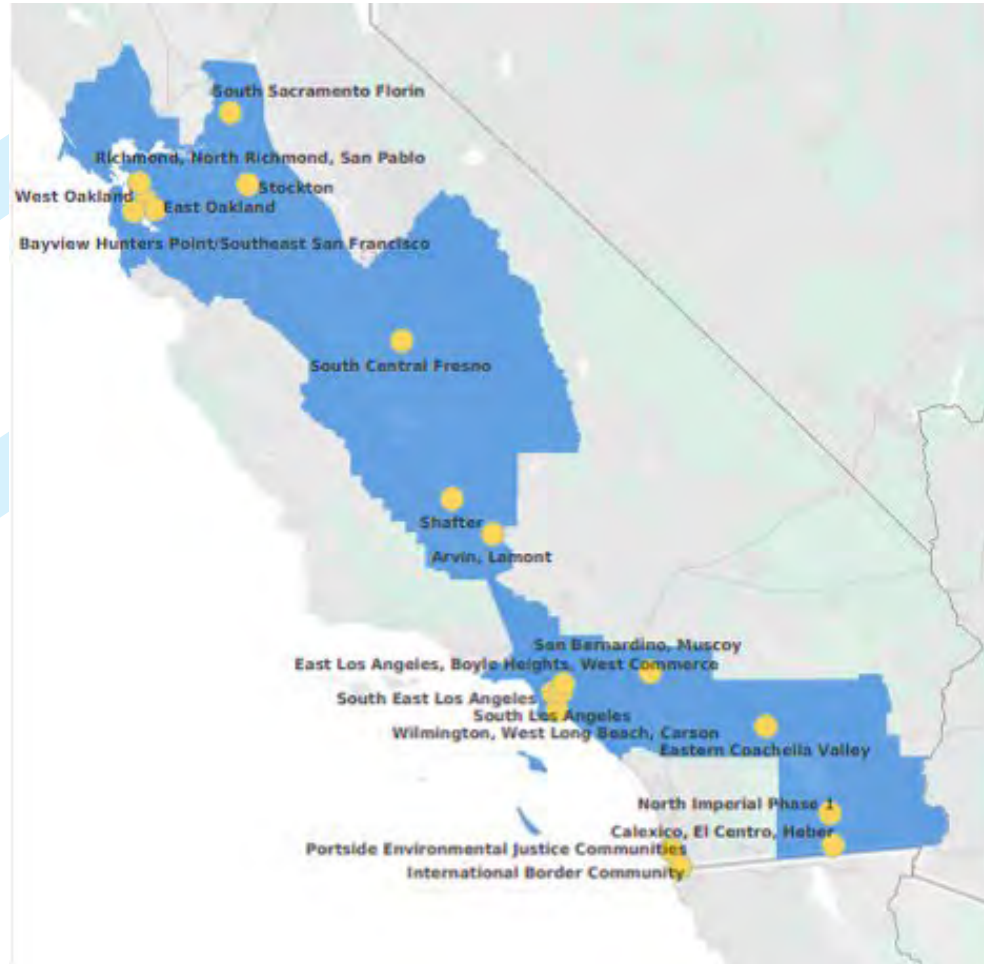 South Sacramento Florin
Richmond, North Richmond, San Pablo
Stockton
West Oakland
East Oakland
Bayview Hunters Point/Southeast San Francisco
South Central Fresno
Shafter
Arvin, Lamont
San Bernardino, Muscoy
East Los Angeles, Boyle Heights, West Commerce
South East Los Angeles
South Los Angeles
Wilmington, West Long Beach, Carson
Eastern Coachella Valley
North Imperial Phase 1
Calexico, El Centro, Heber
Portside Environmental Justice Communities
International Border Community